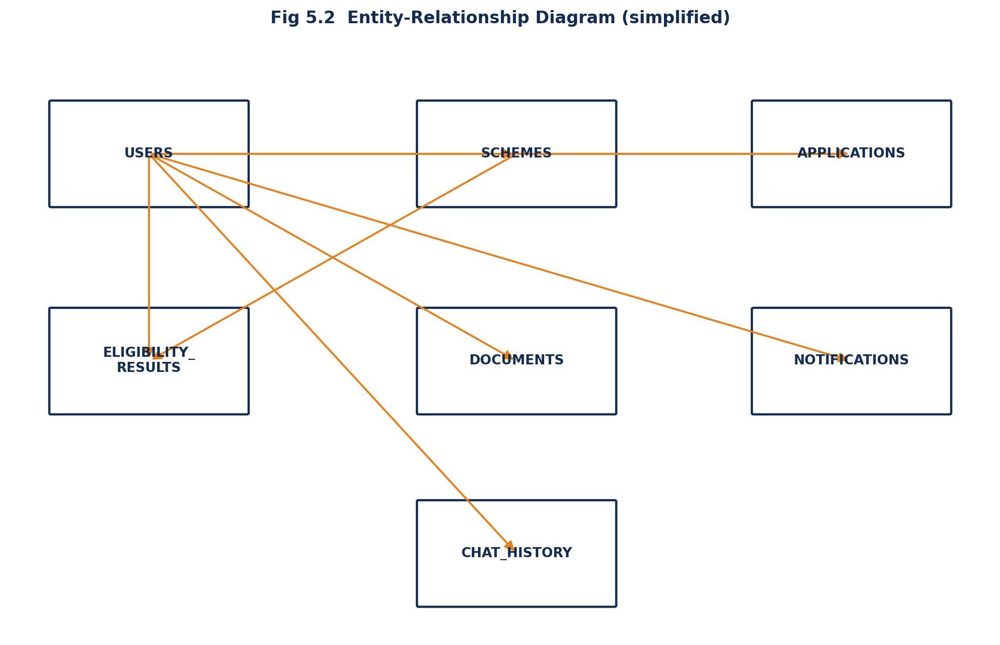 Fig 5.2  Entity-Relationship Diagram (simplified)
USERS
SCHEMES
APPLICATIONS
ELIGIBILITY_
RESULTS
DOCUMENTS
NOTIFICATIONS
CHAT_HISTORY